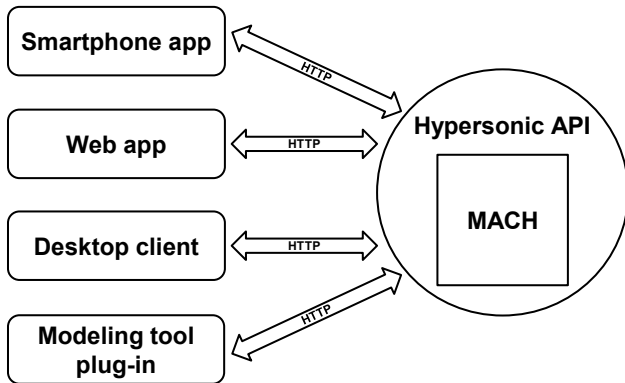 Smartphone app
HTTP
Hypersonic API
Web app
HTTP
MACH
Desktop client
HTTP
Modeling tool
plug-in
HTTP